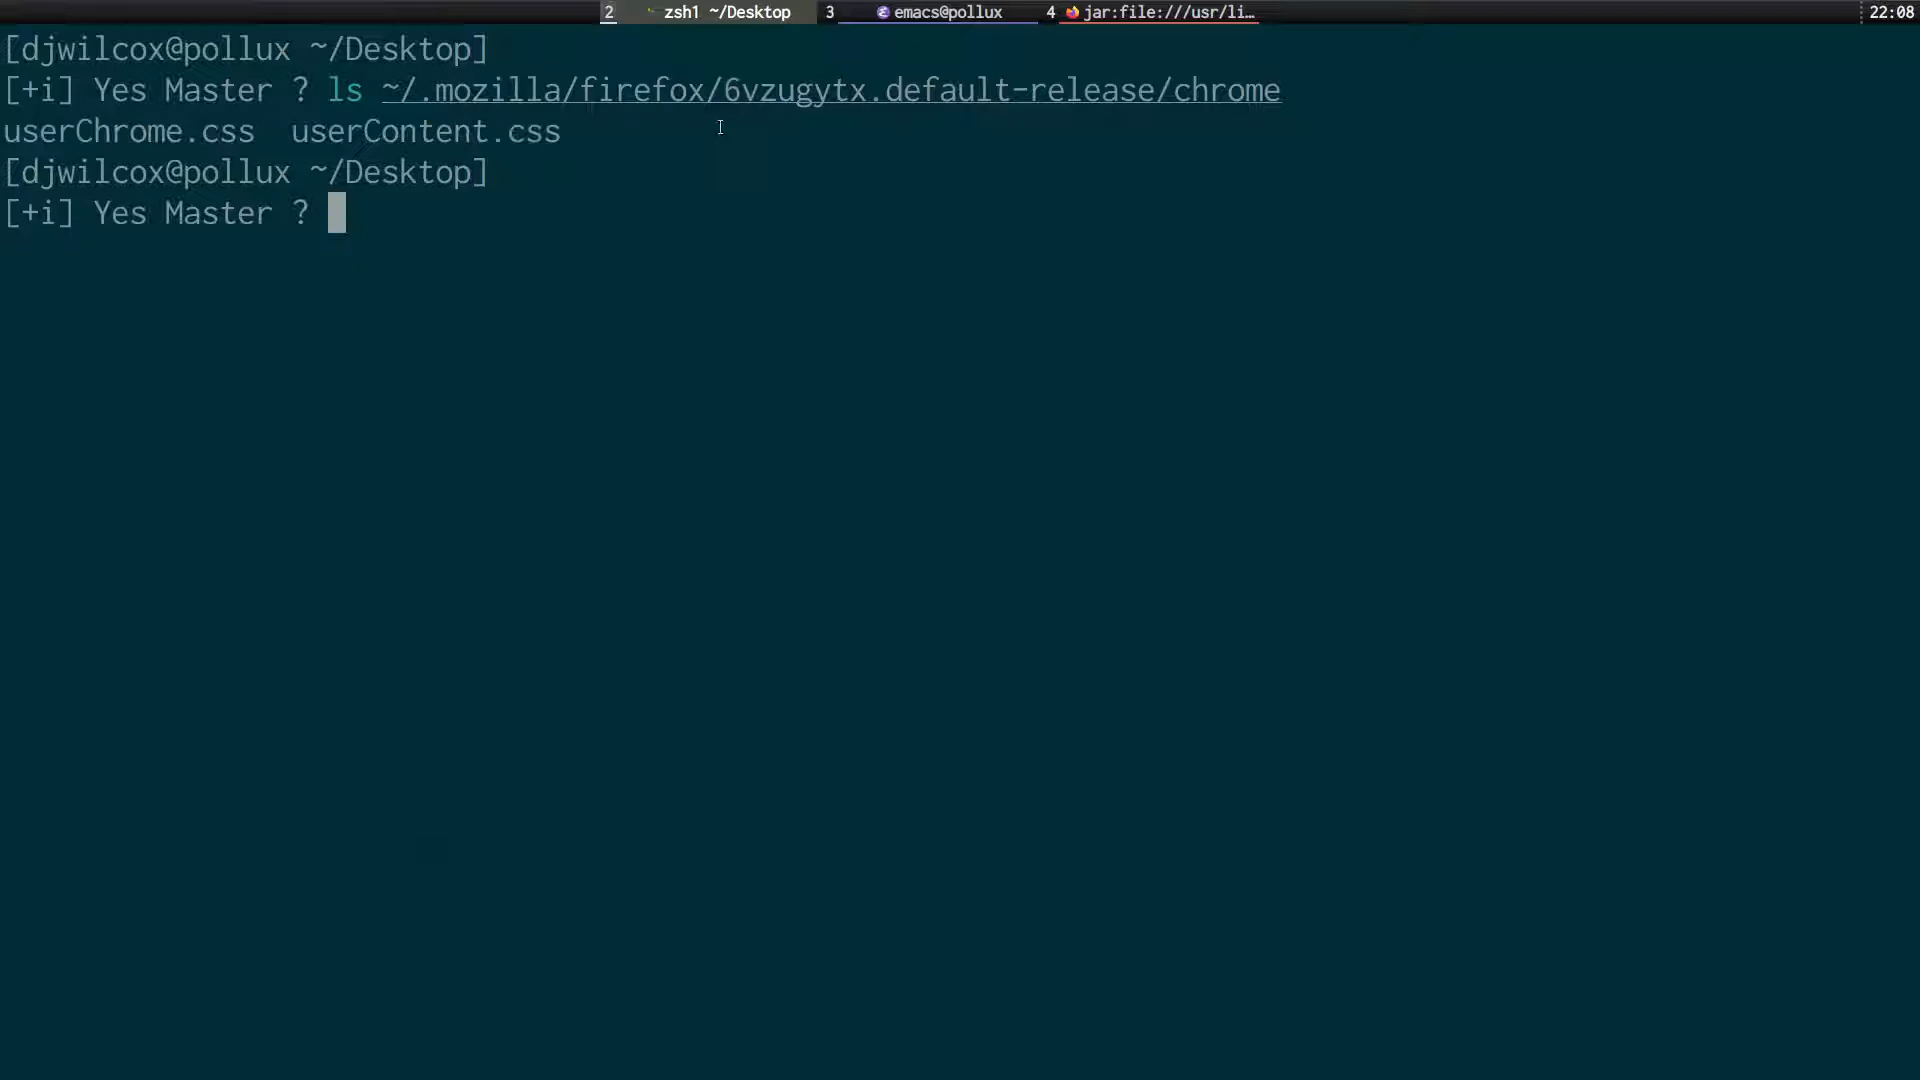 2 zsh1 ~/Desktop 3 emacs@pollux 4 jar:file:///usr/li… 22:08
[djwilcox@pollux ~/Desktop]
[+i] Yes Master ? ls ~/.mozilla/firefox/6vzugytx.default-release/chrome
userChrome.css  userContent.css
[djwilcox@pollux ~/Desktop]
[+i] Yes Master ?